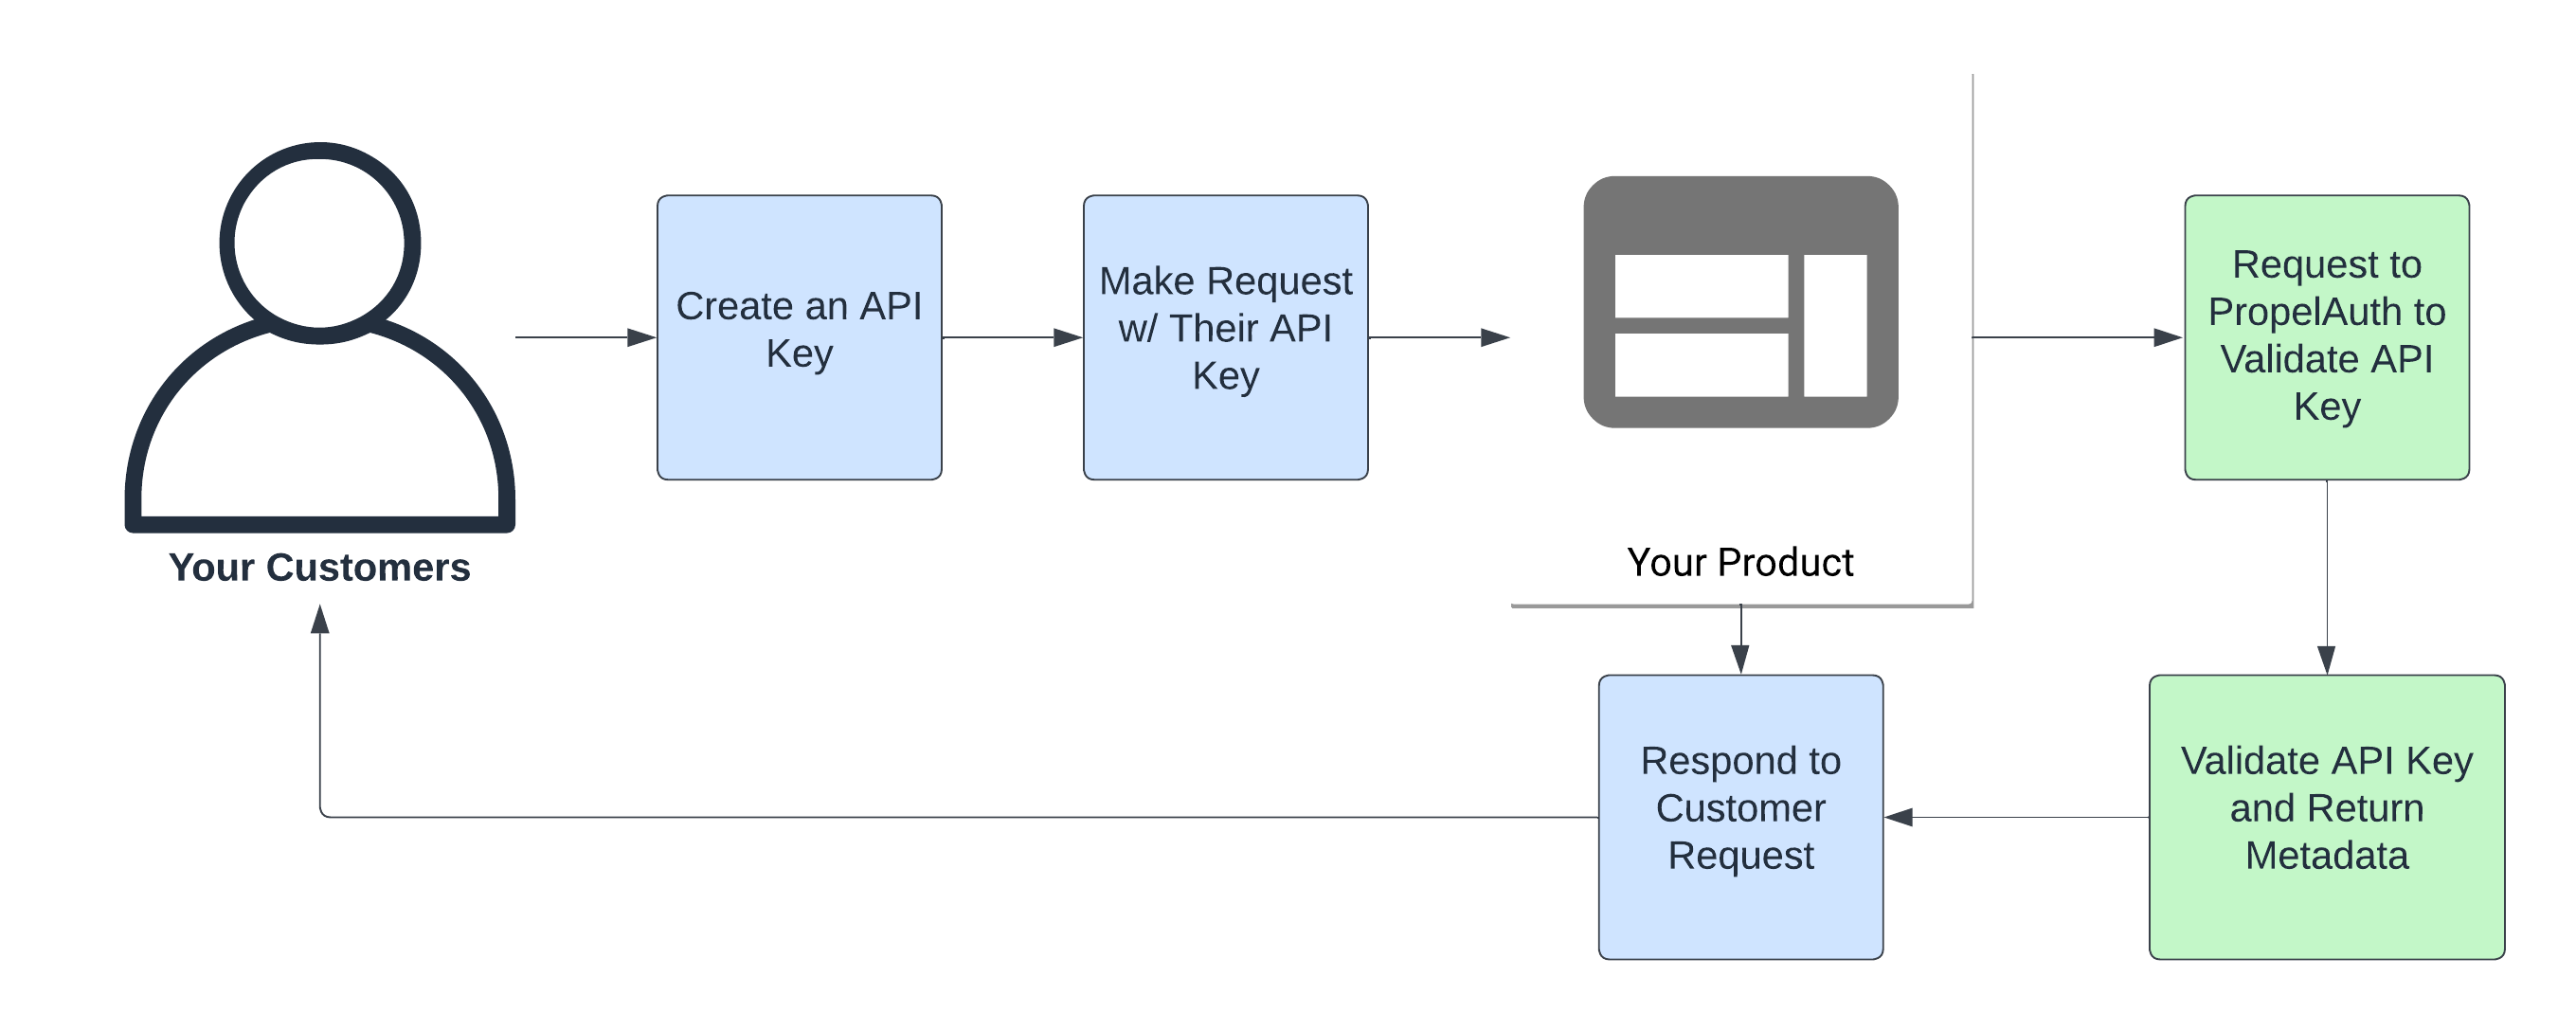 Your Customers
Create an API
Key
Make Request
w/ Their API
Key
Your Product
Request to
PropelAuth to
Validate API
Key
Validate API Key
and Return
Metadata
Respond to
Customer
Request